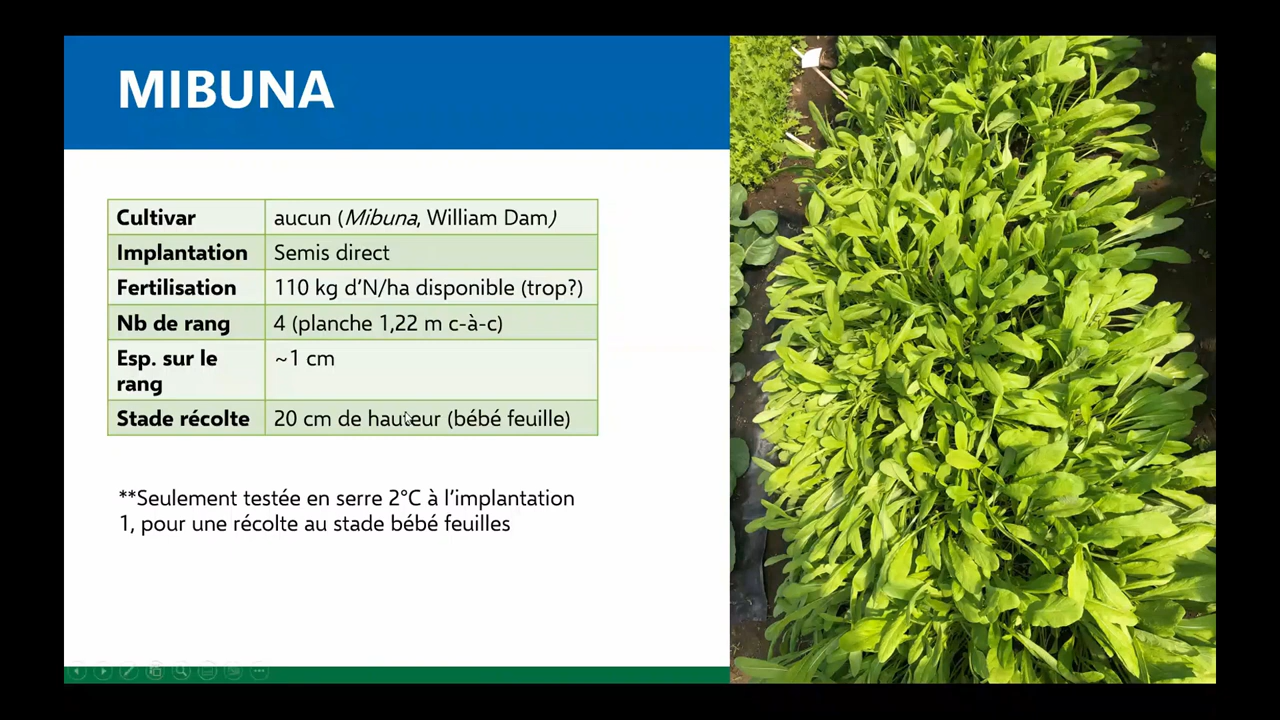 MIBUNA
Cultivar aucun (Mibuna, William Dam)
Implantation Semis direct
Fertilisation 110 kg d’N/ha disponible (trop?)
Nb de rang 4 (planche 1,22 m c-à-c)
Esp. sur le ~1 cm
rang
Stade récolte 20 cm de hauteur (bébé feuille)
**Seulement testée en serre 2°C à l’implantation
1, pour une récolte au stade bébé feuilles